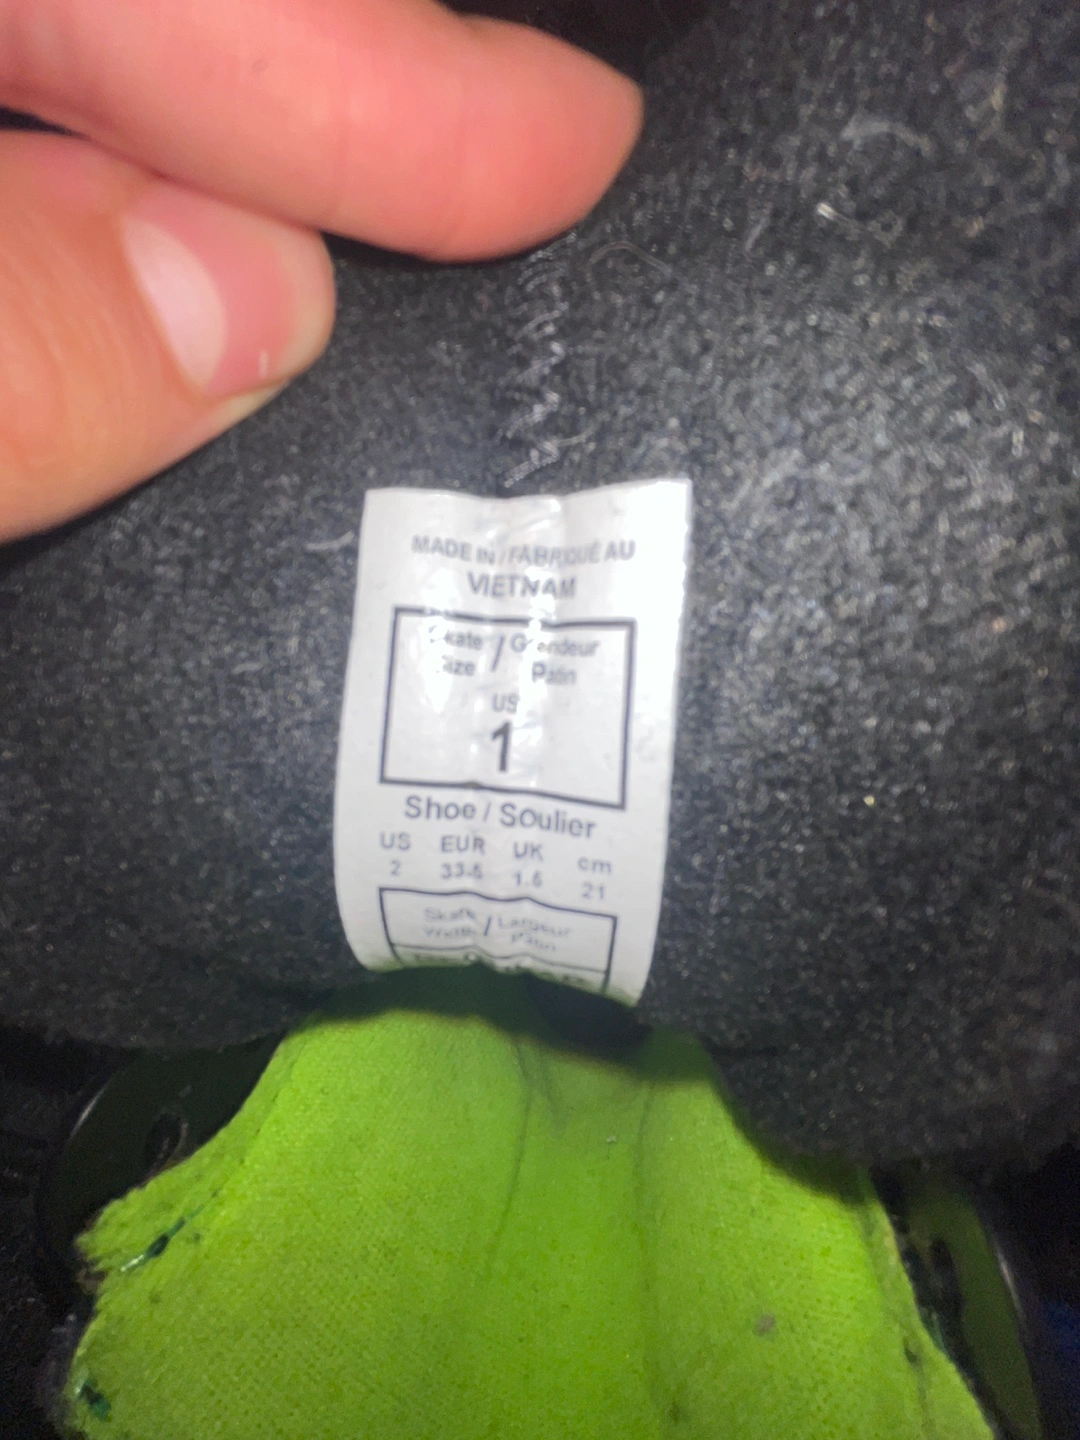 MADE IN / FABRIQUÉ AU
VIETNAM
Skate / Grandeur
Size Patin
US
1
Shoe / Soulier
US EUR UK cm
2 33.5 1.5 21
Skate / Largeur
Width Patin